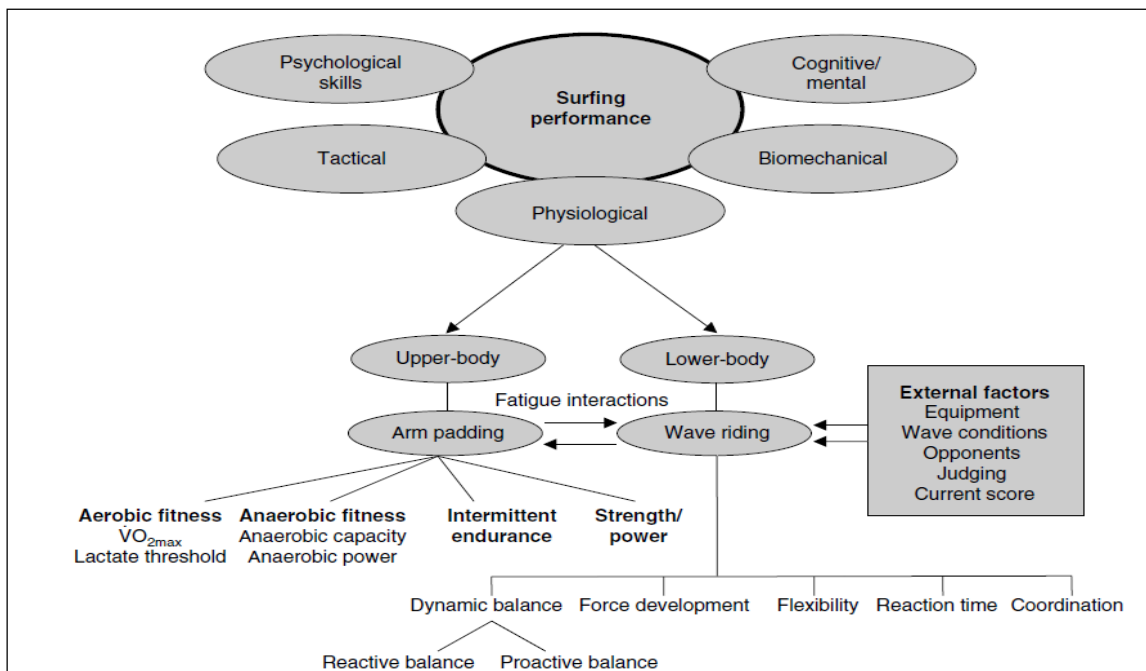 Psychological
skills
Cognitive/
mental
Surfing
performance
Tactical
Biomechanical
Physiological
Upper-body
Lower-body
Fatigue interactions
Arm padding
Wave riding
External factors
Equipment
Wave conditions
Opponents
Judging
Current score
Aerobic fitness
V̇O2max
Lactate threshold
Anaerobic fitness
Anaerobic capacity
Anaerobic power
Intermittent
endurance
Strength/
power
Dynamic balance
Force development
Flexibility
Reaction time
Coordination
Reactive balance
Proactive balance